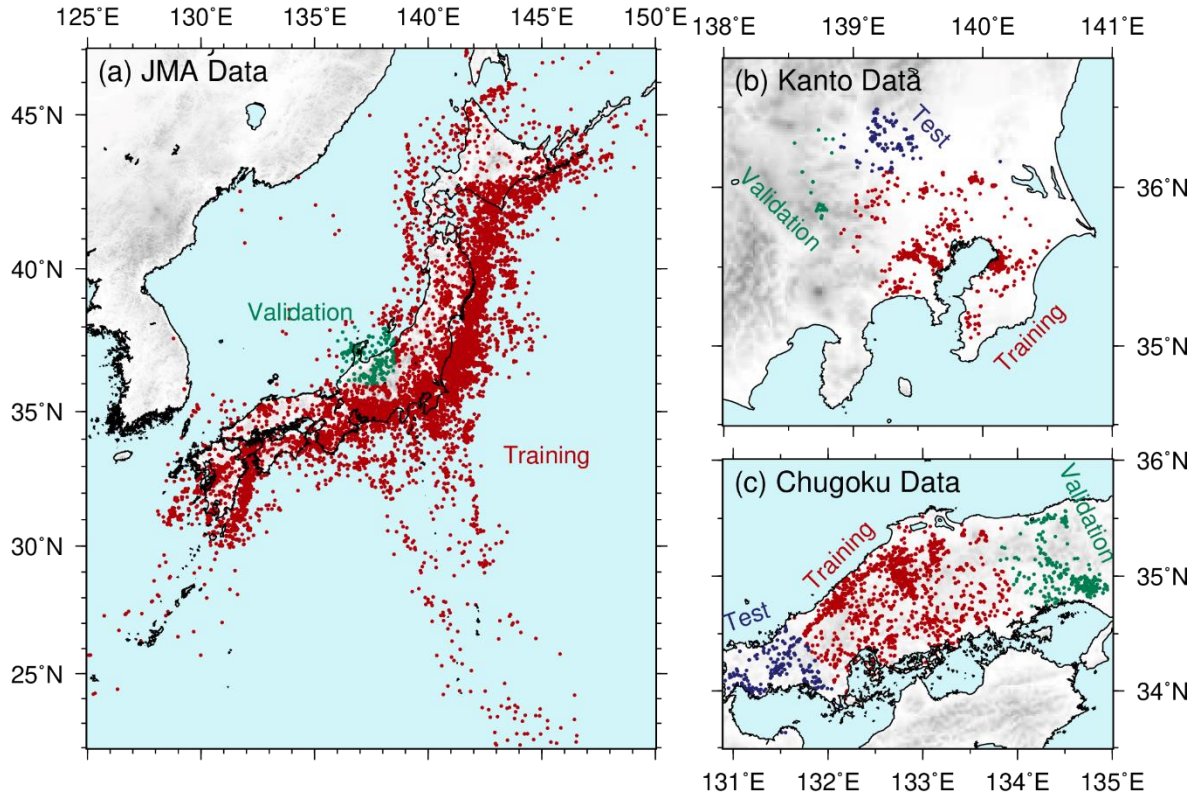 125°E 130°E 135°E 140°E 145°E 150°E
(a) JMA Data
45°N
40°N
35°N
30°N
25°N
Validation
Training
138°E 139°E 140°E 141°E
(b) Kanto Data
Test
Validation
Training
36°N
35°N
(c) Chugoku Data
Training
Validation
Test
36°N
35°N
34°N
131°E 132°E 133°E 134°E 135°E